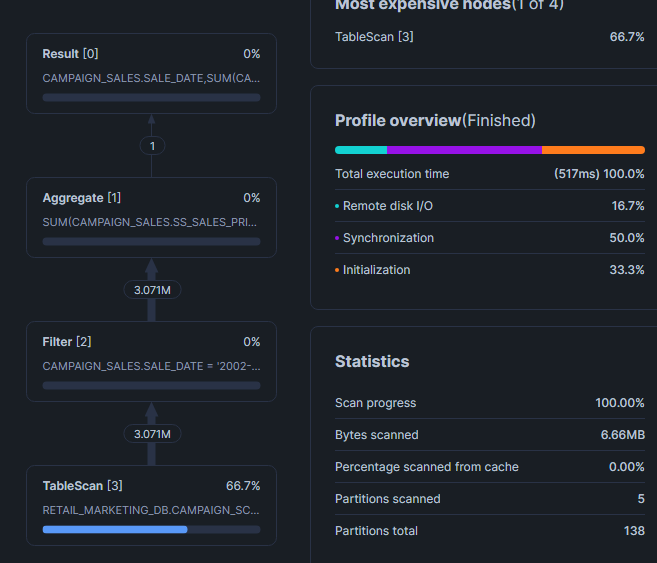 Result [0] 0%
CAMPAIGN_SALES.SALE_DATE,SUM(CA...
1
Aggregate [1] 0%
SUM(CAMPAIGN_SALES.SS_SALES_PRI...
3.071M
Filter [2] 0%
CAMPAIGN_SALES.SALE_DATE = '2002-...
3.071M
TableScan [3] 66.7%
RETAIL_MARKETING_DB.CAMPAIGN_SC...
Most expensive nodes(1 of 4)
TableScan [3] 66.7%
Profile overview(Finished)
Total execution time (517ms) 100.0%
Remote disk I/O 16.7%
Synchronization 50.0%
Initialization 33.3%
Statistics
Scan progress 100.00%
Bytes scanned 6.66MB
Percentage scanned from cache 0.00%
Partitions scanned 5
Partitions total 138